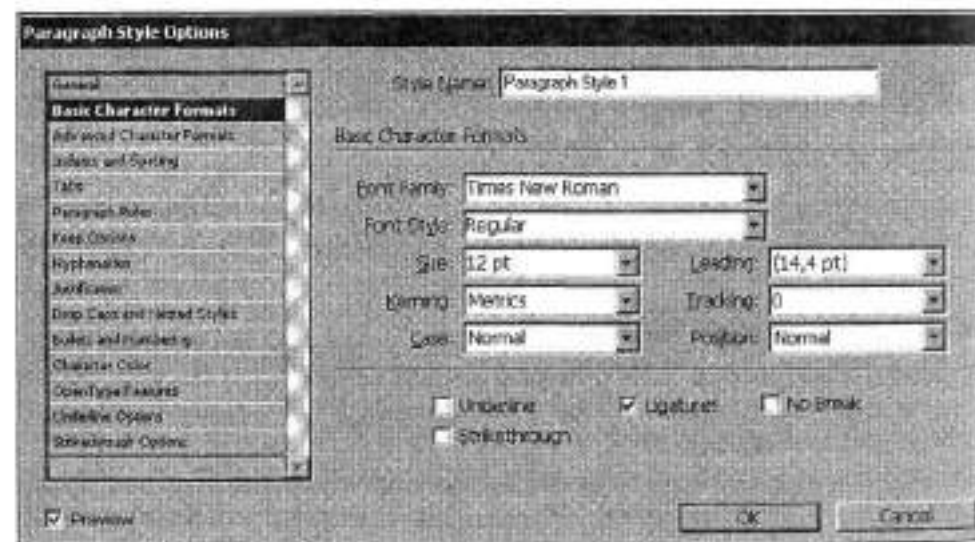 Paragraph Style Options
General
Basic Character Formats
Advanced Character Formats
Indents and Spacing
Tabs
Paragraph Rules
Keep Options
Hyphenation
Justification
Drop Caps and Nested Styles
Bullets and Numbering
Character Color
OpenType Features
Underline Options
Strikethrough Options
Style Name: Paragraph Style 1
Basic Character Formats
Font Family: Times New Roman
Font Style: Regular
Size: 12 pt Leading: (14,4 pt)
Kerning: Metrics Tracking: 0
Case: Normal Position: Normal
Underline Ligatures No Break
Strikethrough
Preview OK Cancel